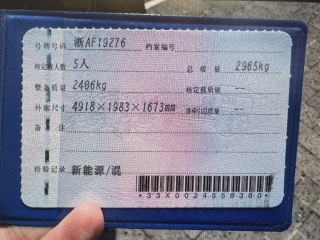 号牌号码 浙AF19276 档案编号
核定载人数 5人 总质量 2965kg
整备质量 2486kg 核定载质量 --
外廓尺寸 4918×1983×1673mm 准牵引总质量 --
备注
检验记录 新能源/混
*33X0024559360*